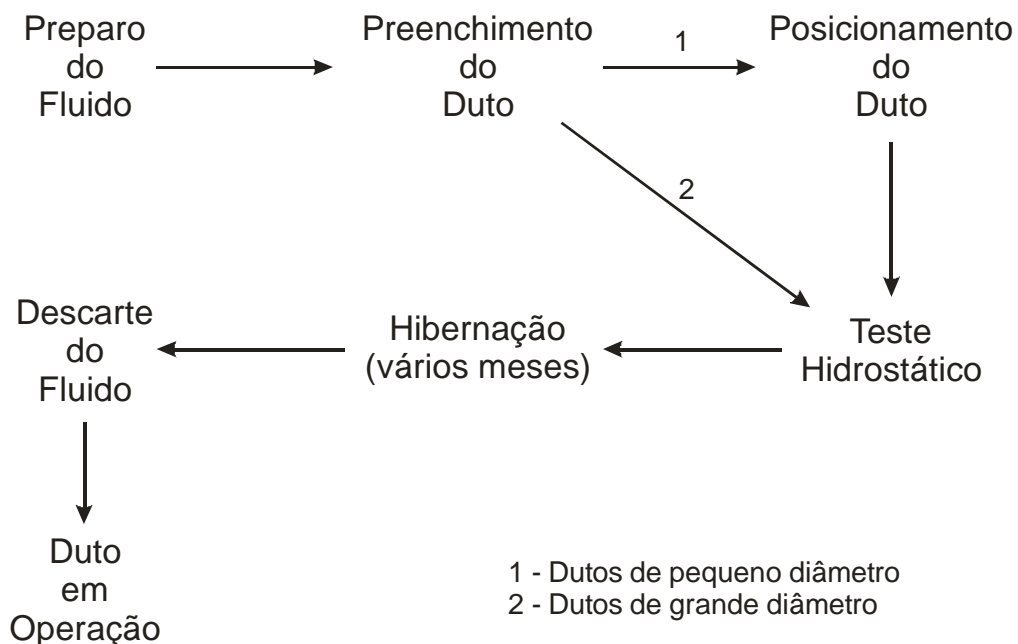 Preparo
do
Fluido
Preenchimento
do
Duto
1
Posicionamento
do
Duto
2
Descarte
do
Fluido
Hibernação
(vários meses)
Teste
Hidrostático
Duto
em
Operação
1 - Dutos de pequeno diâmetro
2 - Dutos de grande diâmetro